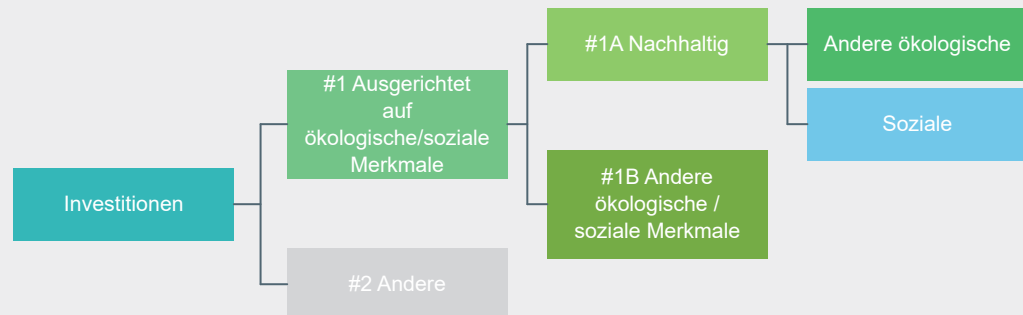 Investitionen
#1 Ausgerichtet
auf
ökologische/soziale
Merkmale
#2 Andere
#1A Nachhaltig
#1B Andere
ökologische /
soziale Merkmale
Andere ökologische
Soziale